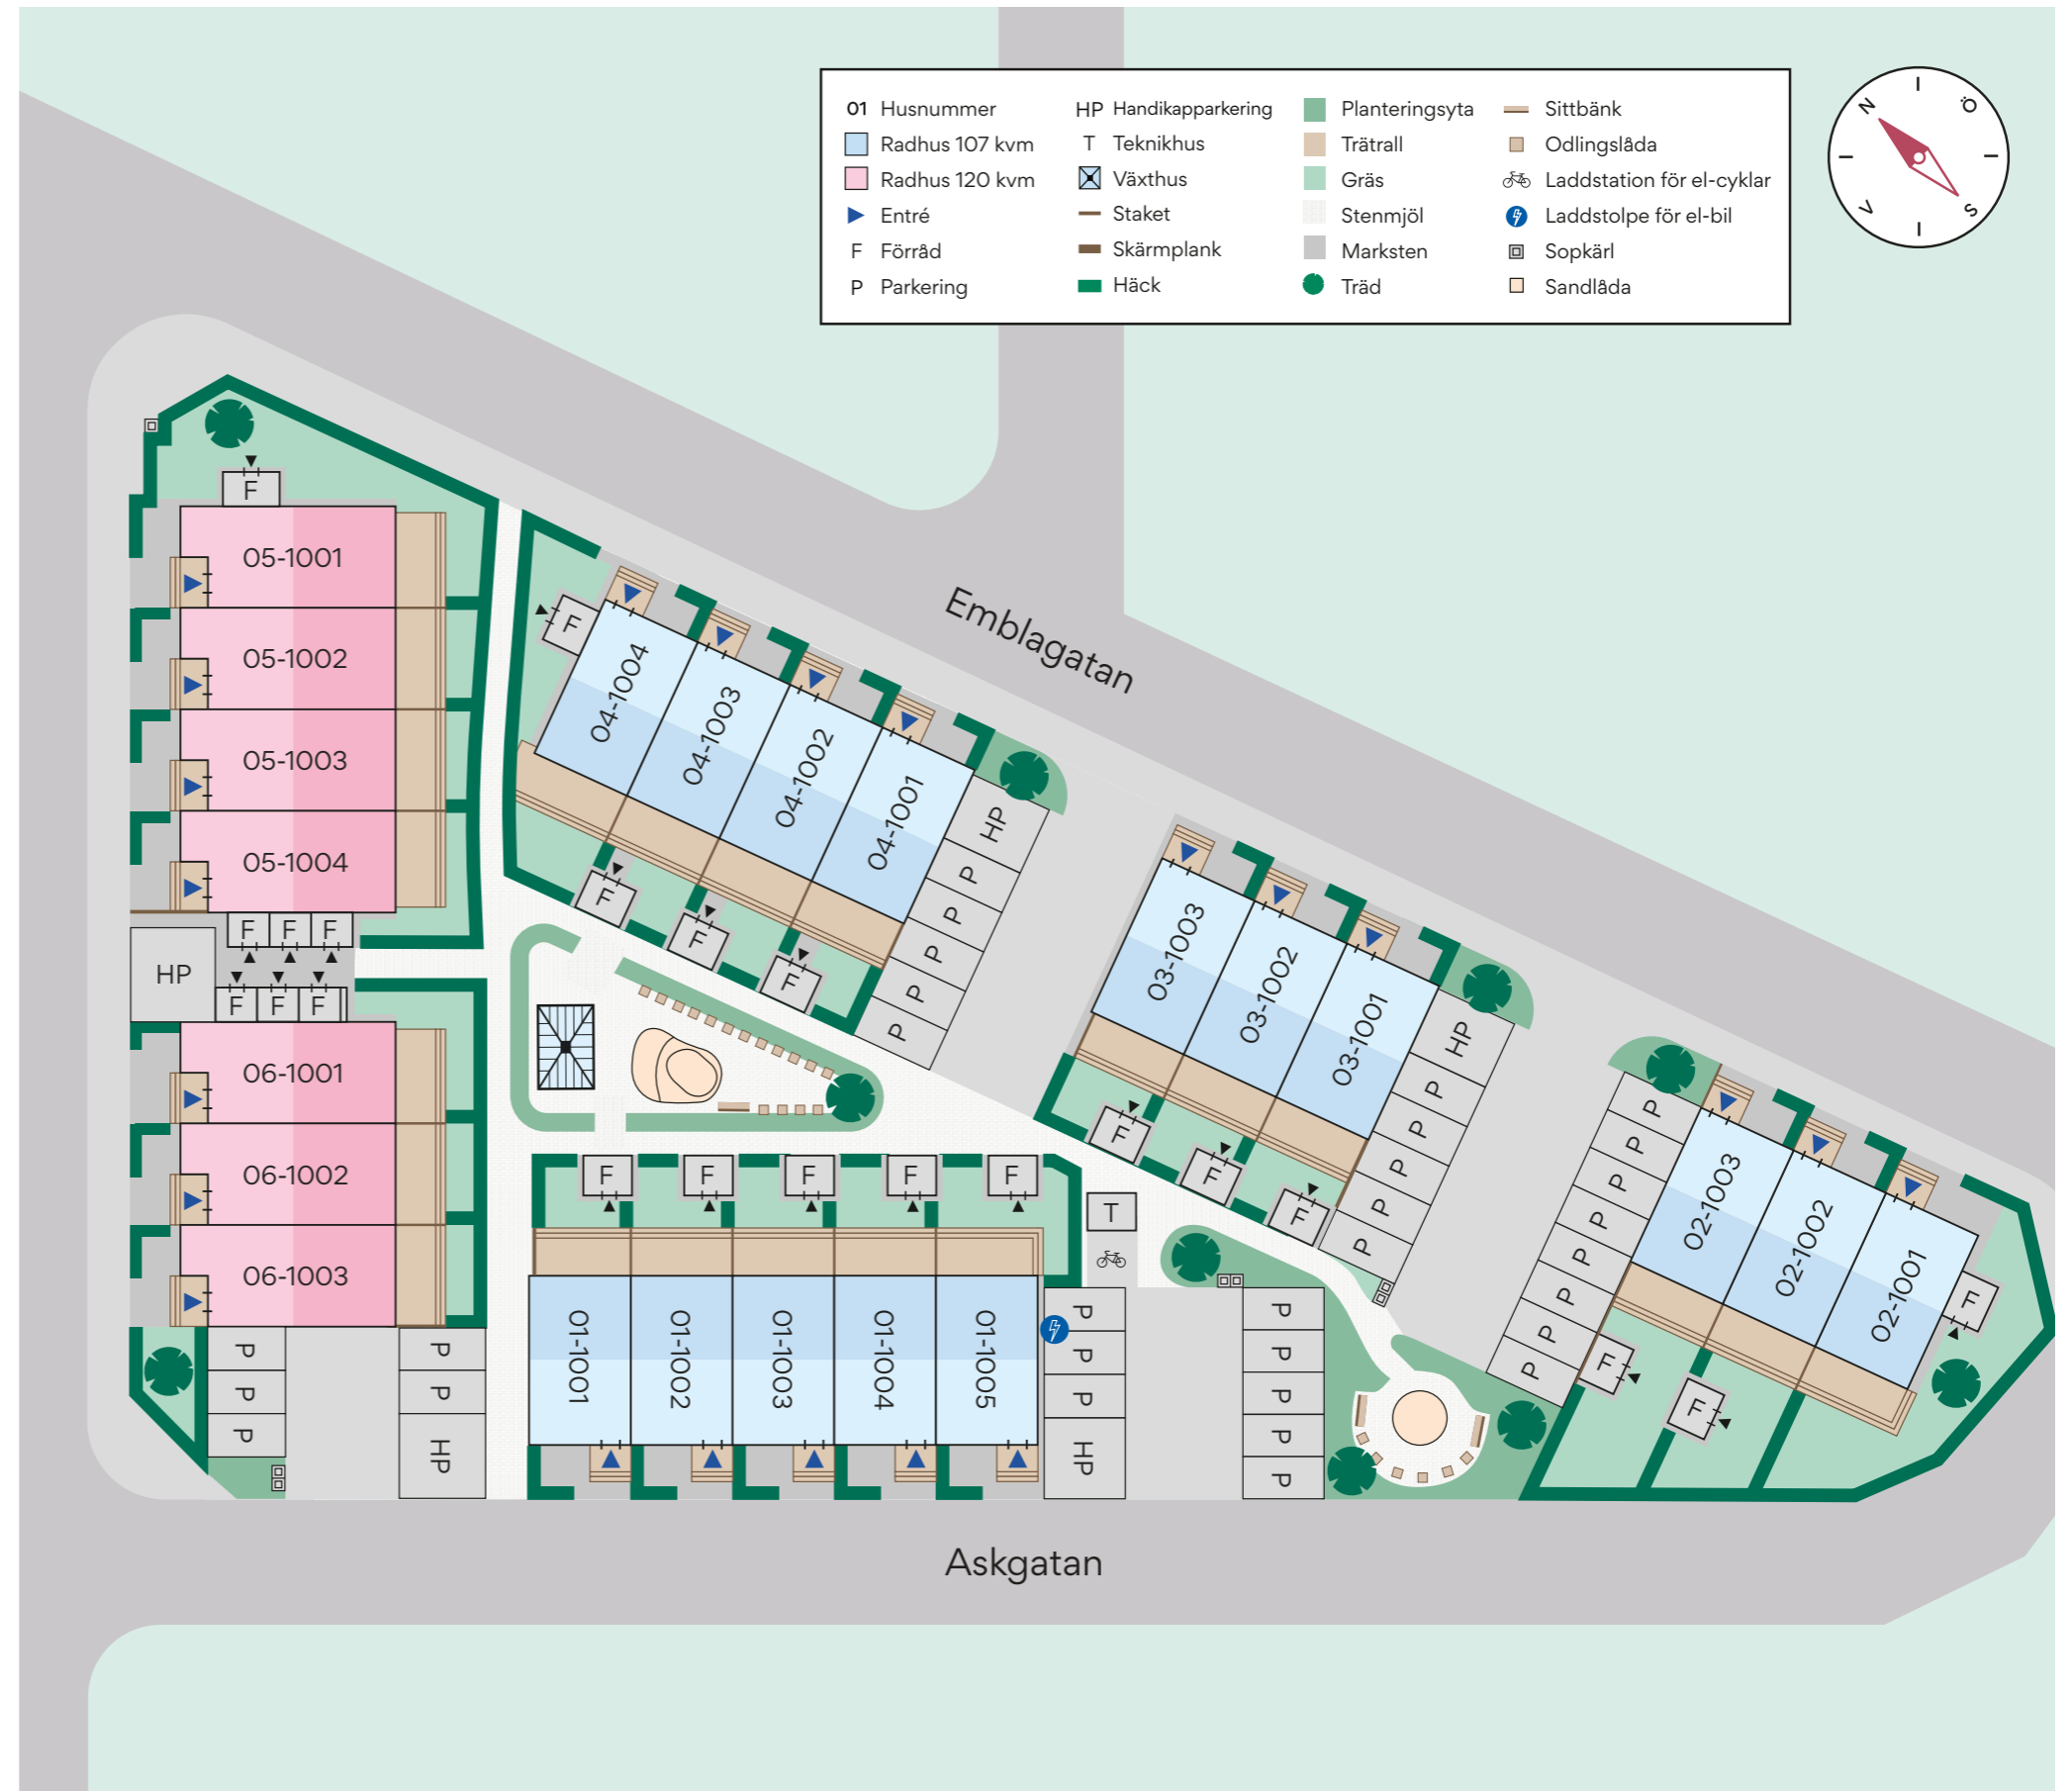 01 Husnummer
Radhus 107 kvm
Radhus 120 kvm
Entré
F Förråd
P Parkering
HP Handikapparkering
T Teknikhus
Växthus
Staket
Skärmplank
Häck
Planteringsyta
Trätrall
Gräs
Stenmjöl
Marksten
Träd
Sittbänk
Odlingslåda
Laddstation för el-cyklar
Laddstolpe för el-bil
Sopkärl
Sandlåda
N
Ö
V
S
Emblagatan
F
05-1001
05-1002
05-1003
05-1004
F F F
HP
F F F
06-1001
06-1002
06-1003
P
P
P
P
P
HP
F
04-1004
04-1003
04-1002
04-1001
F
F
F
HP
P
P
P
P
P
03-1003
03-1002
03-1001
F
F
F
HP
P
P
P
P
P
P
P
P
P
P
P
P
P
02-1003
02-1002
02-1001
F
F
F
F
F
F
F
F
T
01-1001
01-1002
01-1003
01-1004
01-1005
P
P
P
HP
P
P
P
P
P
Askgatan